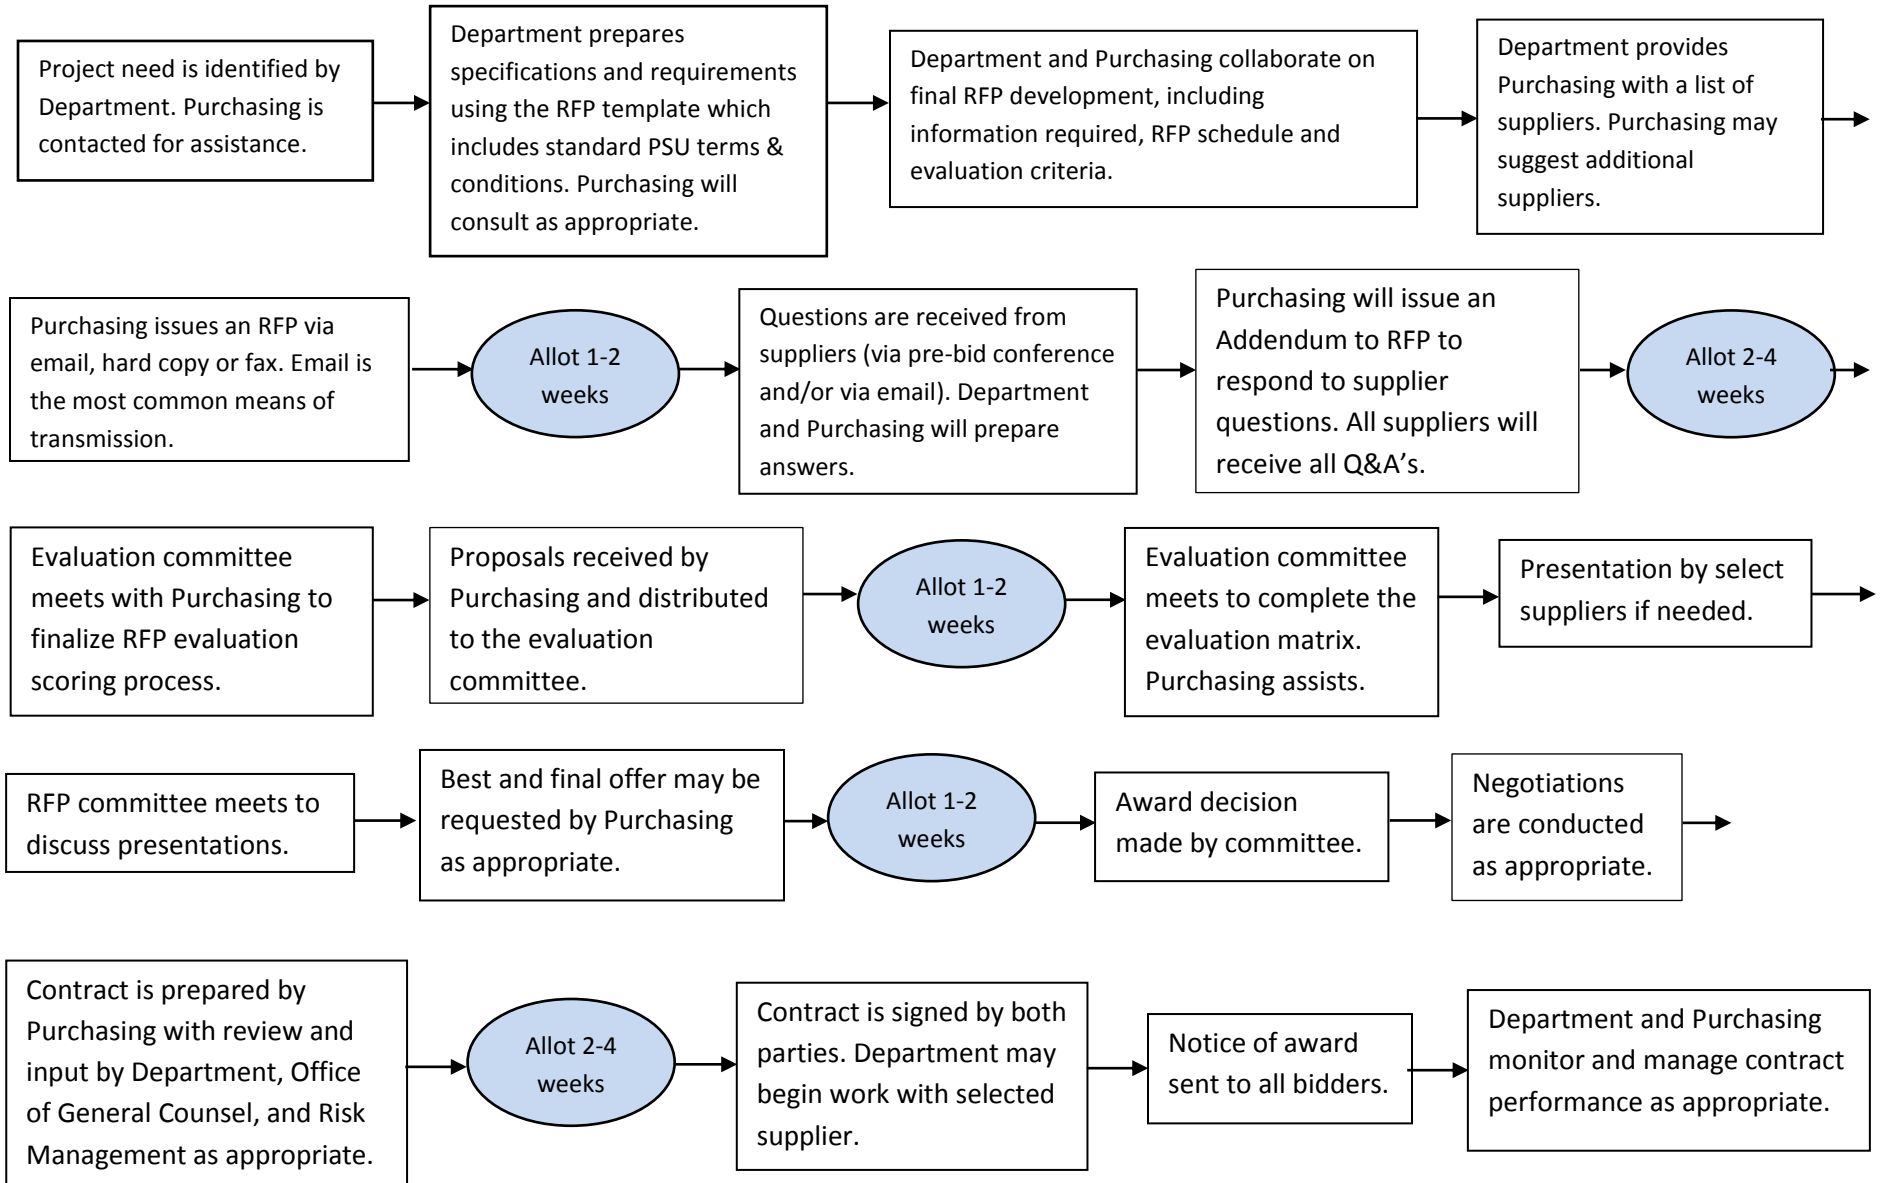 Project need is identified by
Department. Purchasing is
contacted for assistance.
Department prepares
specifications and requirements
using the RFP template which
includes standard PSU terms &
conditions. Purchasing will
consult as appropriate.
Department and Purchasing collaborate on
final RFP development, including
information required, RFP schedule and
evaluation criteria.
Department provides
Purchasing with a list of
suppliers. Purchasing may
suggest additional
suppliers.
Purchasing issues an RFP via
email, hard copy or fax. Email is
the most common means of
transmission.
Allot 1-2
weeks
Questions are received from
suppliers (via pre-bid conference
and/or via email). Department
and Purchasing will prepare
answers.
Purchasing will issue an
Addendum to RFP to
respond to supplier
questions. All suppliers will
receive all Q&A’s.
Allot 2-4
weeks
Evaluation committee
meets with Purchasing to
finalize RFP evaluation
scoring process.
Proposals received by
Purchasing and distributed
to the evaluation
committee.
Allot 1-2
weeks
Evaluation committee
meets to complete the
evaluation matrix.
Purchasing assists.
Presentation by select
suppliers if needed.
RFP committee meets to
discuss presentations.
Best and final offer may be
requested by Purchasing
as appropriate.
Allot 1-2
weeks
Award decision
made by committee.
Negotiations
are conducted
as appropriate.
Contract is prepared by
Purchasing with review and
input by Department, Office
of General Counsel, and Risk
Management as appropriate.
Allot 2-4
weeks
Contract is signed by both
parties. Department may
begin work with selected
supplier.
Notice of award
sent to all bidders.
Department and Purchasing
monitor and manage contract
performance as appropriate.